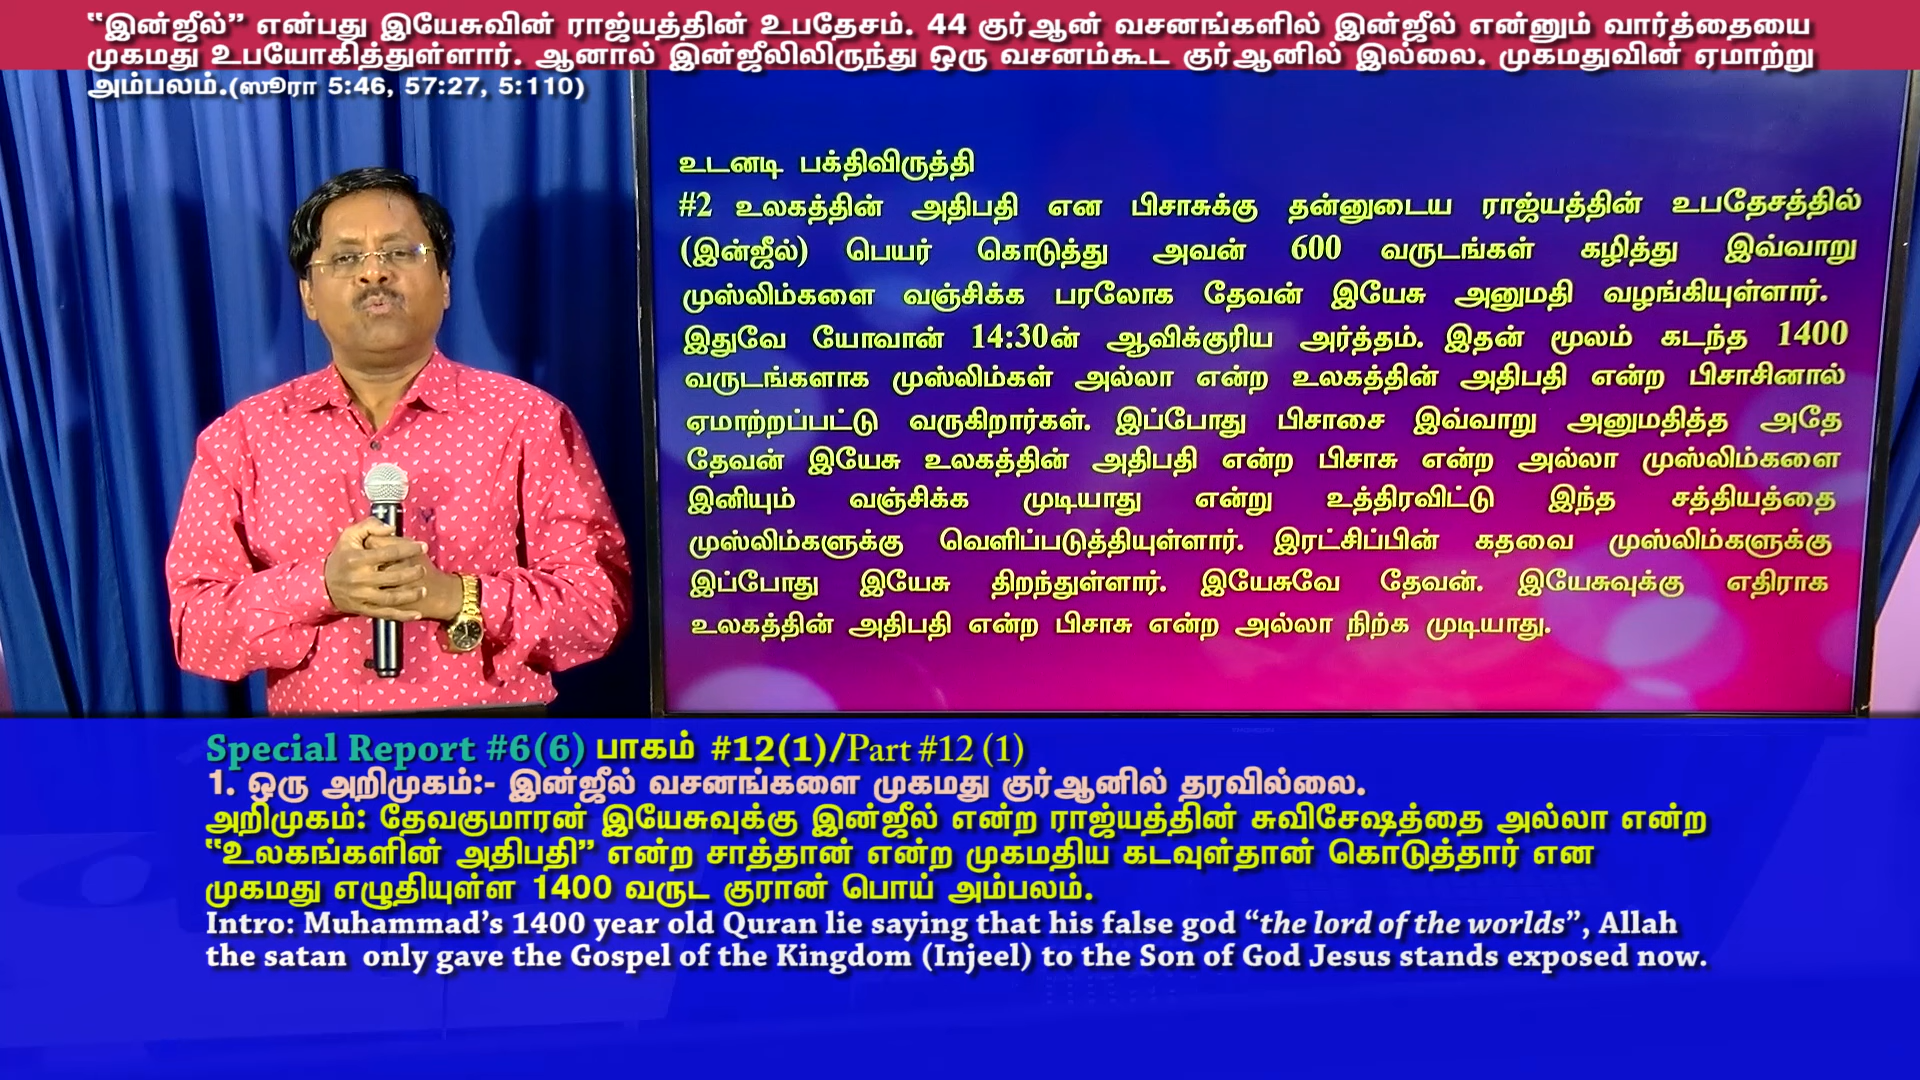 “இன்ஜீல்” என்பது இயேசுவின் ராஜ்யத்தின் உபதேசம். 44 குர்ஆன் வசனங்களில் இன்ஜீல் என்னும் வார்த்தையை
முகமது உபயோகித்துள்ளார். ஆனால் இன்ஜீலிலிருந்து ஒரு வசனம்கூட குர்ஆனில் இல்லை. முகமதுவின் ஏமாற்று
அம்பலம்.(ஸூரா 5:46, 57:27, 5:110)
உடனடி பக்திவிருத்தி
#2 உலகத்தின் அதிபதி என பிசாசுக்கு தன்னுடைய ராஜ்யத்தின் உபதேசத்தில்
(இன்ஜீல்) பெயர் கொடுத்து அவன் 600 வருடங்கள் கழித்து இவ்வாறு
முஸ்லிம்களை வஞ்சிக்க பரலோக தேவன் இயேசு அனுமதி வழங்கியுள்ளார்.
இதுவே யோவான் 14:30ன் ஆவிக்குரிய அர்த்தம். இதன் மூலம் கடந்த 1400
வருடங்களாக முஸ்லிம்கள் அல்லா என்ற உலகத்தின் அதிபதி என்ற பிசாசினால்
ஏமாற்றப்பட்டு வருகிறார்கள். இப்போது பிசாசை இவ்வாறு அனுமதித்த அதே
தேவன் இயேசு உலகத்தின் அதிபதி என்ற பிசாசு என்ற அல்லா முஸ்லிம்களை
இனியும் வஞ்சிக்க முடியாது என்று உத்திரவிட்டு இந்த சத்தியத்தை
முஸ்லிம்களுக்கு வெளிப்படுத்தியுள்ளார். இரட்சிப்பின் கதவை முஸ்லிம்களுக்கு
இப்போது இயேசு திறந்துள்ளார். இயேசுவே தேவன். இயேசுவுக்கு எதிராக
உலகத்தின் அதிபதி என்ற பிசாசு என்ற அல்லா நிற்க முடியாது.
Special Report #6(6) பாகம் #12(1)/Part #12 (1)
1. ஒரு அறிமுகம்:- இன்ஜீல் வசனங்களை முகமது குர்ஆனில் தரவில்லை.
அறிமுகம்: தேவகுமாரன் இயேசுவுக்கு இன்ஜீல் என்ற ராஜ்யத்தின் சுவிசேஷத்தை அல்லா என்ற
“உலகங்களின் அதிபதி” என்ற சாத்தான் என்ற முகமதிய கடவுள்தான் கொடுத்தார் என
முகமது எழுதியுள்ள 1400 வருட குரான் பொய் அம்பலம்.
Intro: Muhammad’s 1400 year old Quran lie saying that his false god “the lord of the worlds”, Allah
the satan only gave the Gospel of the Kingdom (Injeel) to the Son of God Jesus stands exposed now.